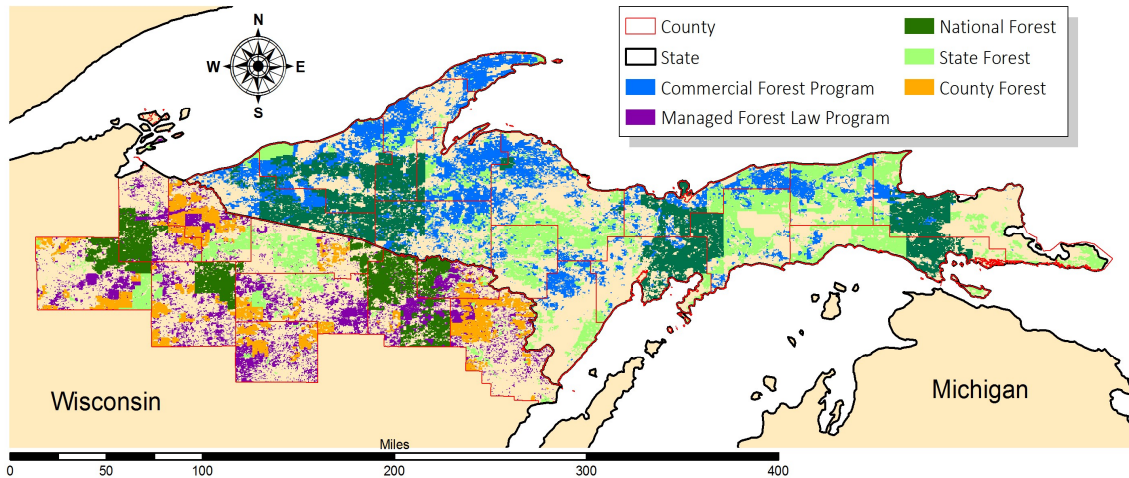 N
W E
S
County
State
Commercial Forest Program
Managed Forest Law Program
National Forest
State Forest
County Forest
Wisconsin
Michigan
Miles
0 50 100 200 300 400